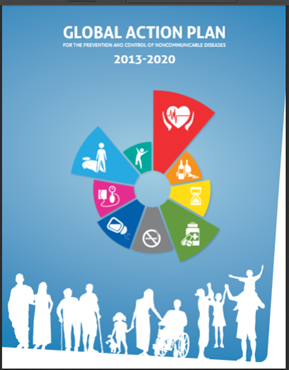 GLOBAL ACTION PLAN
FOR THE PREVENTION AND CONTROL OF NONCOMMUNICABLE DISEASES
2013-2020